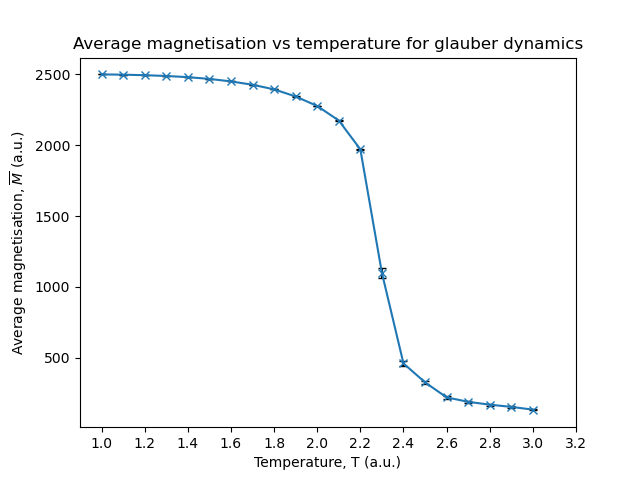 Average magnetisation vs temperature for glauber dynamics
2500
2000
1500
1000
500
Average magnetisation, M̅ (a.u.)
1.0 1.2 1.4 1.6 1.8 2.0 2.2 2.4 2.6 2.8 3.0 3.2
Temperature, T (a.u.)